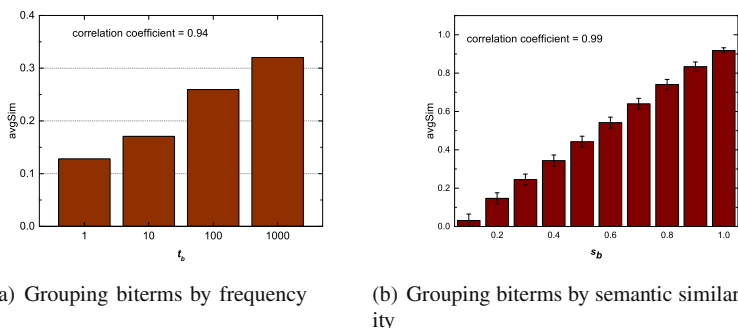 0.4
correlation coefficient = 0.94
0.3
avgSim
0.2
0.1
0.0
1 10 100 1000
t_b
a) Grouping biterms by frequency
correlation coefficient = 0.99
1.0
0.8
avgSim
0.6
0.4
0.2
0.0
0.2 0.4 0.6 0.8 1.0
s_b
(b) Grouping biterms by semantic similar
ity